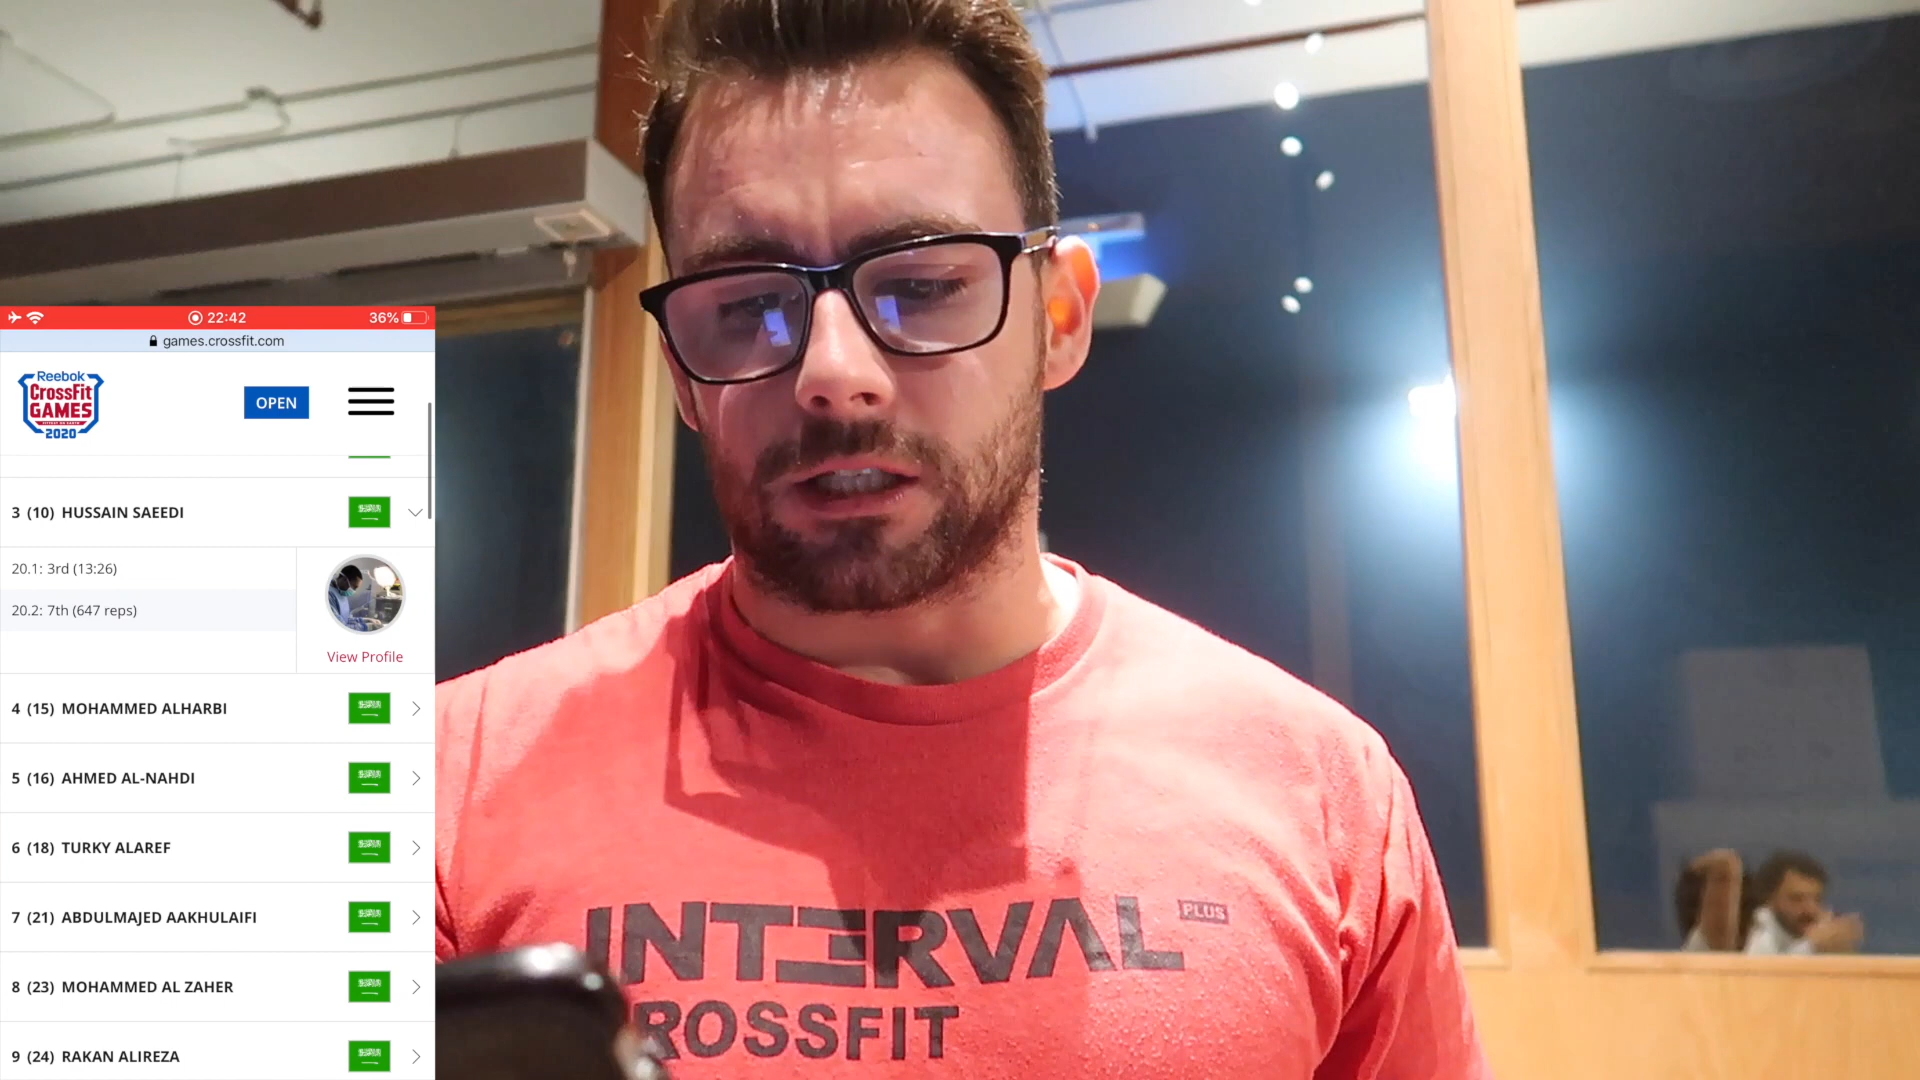 22:42
36%
games.crossfit.com
Reebok
CrossFit
GAMES
2020
OPEN
3 (10) HUSSAIN SAEEDI
20.1: 3rd (13:26)
20.2: 7th (647 reps)
View Profile
4 (15) MOHAMMED ALHARBI
5 (16) AHMED AL-NAHDI
6 (18) TURKY ALAREF
7 (21) ABDULMAJED AAKHULAIFI
8 (23) MOHAMMED AL ZAHER
9 (24) RAKAN ALIREZA
INTERVAL PLUS
ROSSFIT